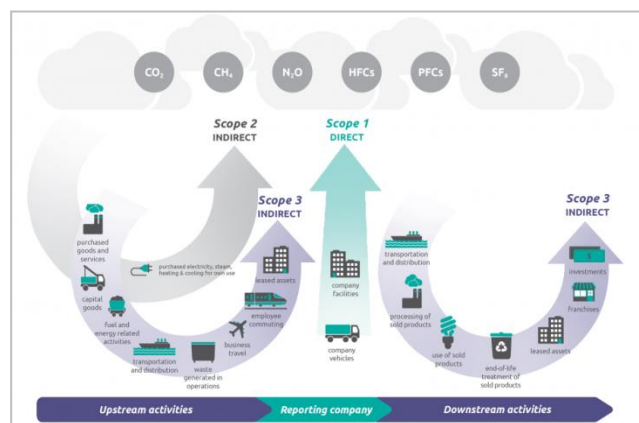 CO₂
CH₄
N₂O
HFCs
PFCs
SF₆
Scope 2
INDIRECT
Scope 1
DIRECT
Scope 3
INDIRECT
Scope 3
INDIRECT
purchased
goods and
services
capital
goods
fuel and
energy related
activities
transportation
and distribution
waste
generated in
operations
business
travel
employee
commuting
leased assets
purchased electricity, steam,
heating & cooling for own use
company
facilities
company
vehicles
transportation
and distribution
processing of
sold products
use of sold
products
end-of-life
treatment of
sold products
leased assets
franchises
investments
Upstream activities
Reporting company
Downstream activities